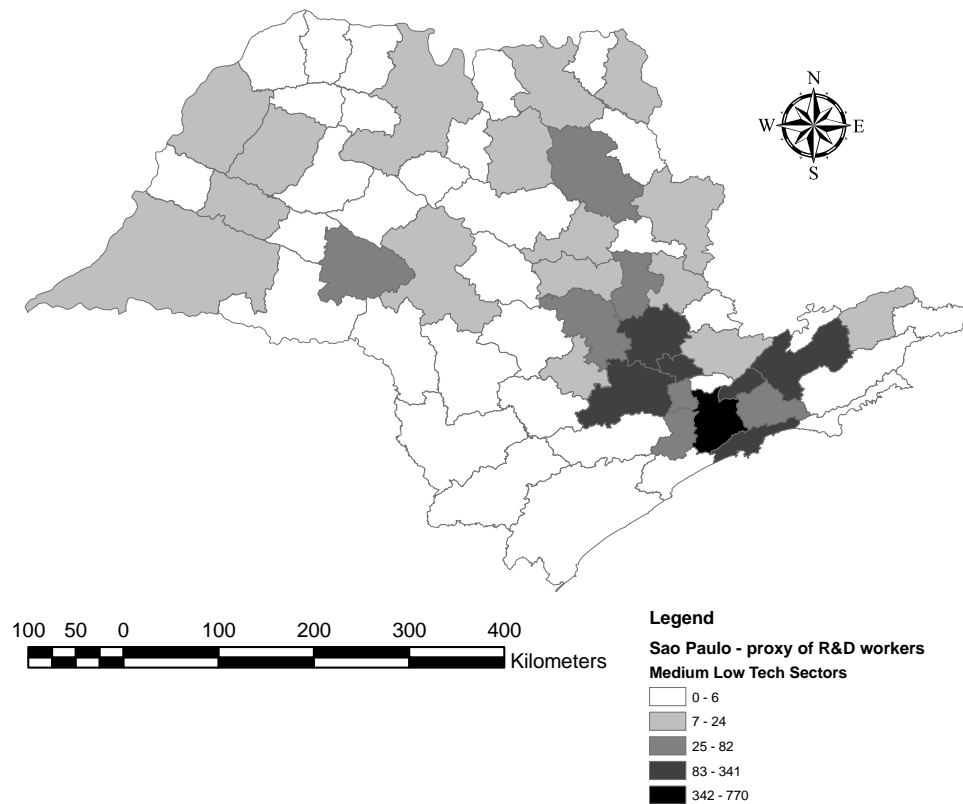 N
W E
S
100 50 0 100 200 300 400
Kilometers
Legend
Sao Paulo - proxy of R&D workers
Medium Low Tech Sectors
0 - 6
7 - 24
25 - 82
83 - 341
342 - 770